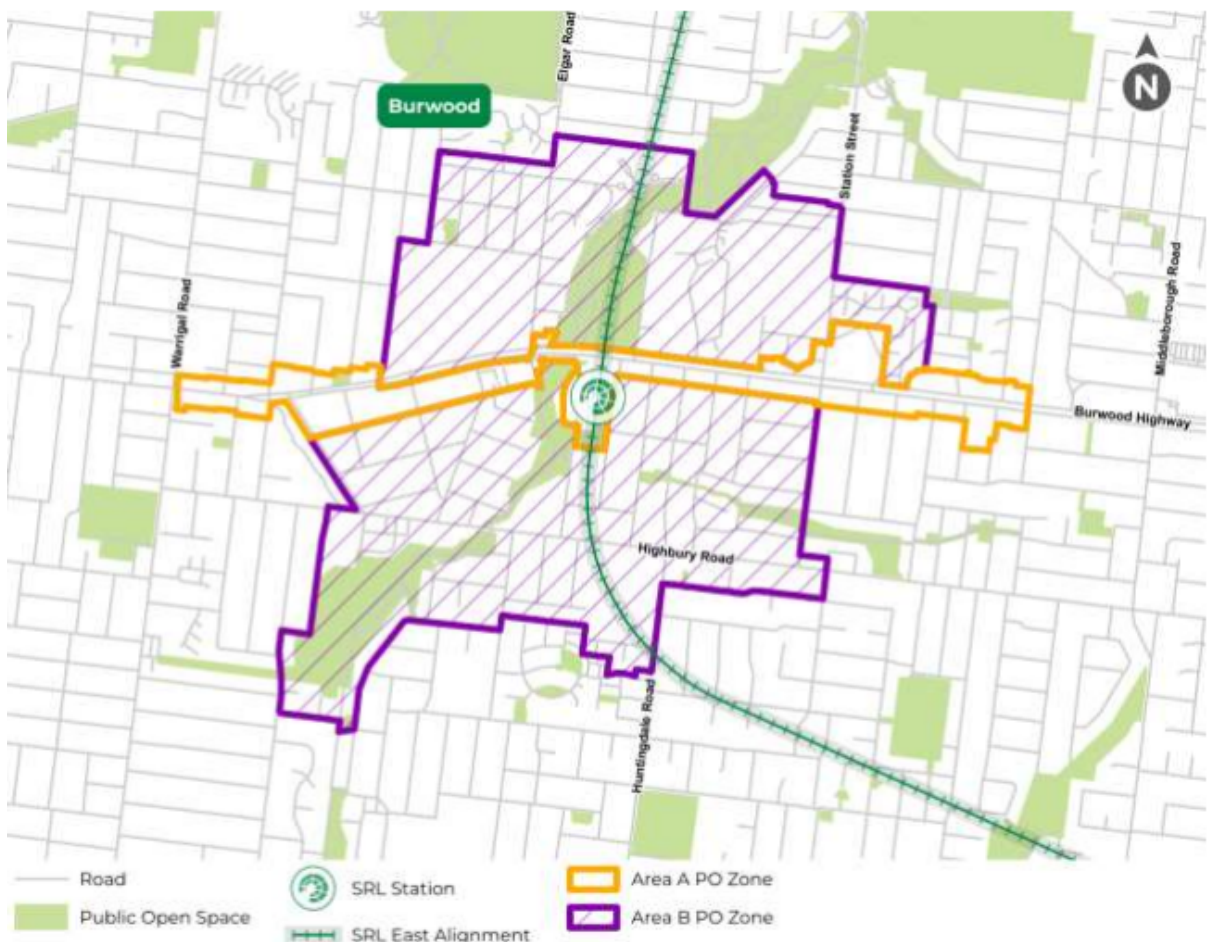 Elgar Road
Burwood
N
Station Street
Warrigal Road
Middleborough Road
Burwood Highway
Highbury Road
Huntingdale Road
Road
Public Open Space
SRL Station
SRL East Alignment
Area A PO Zone
Area B PO Zone